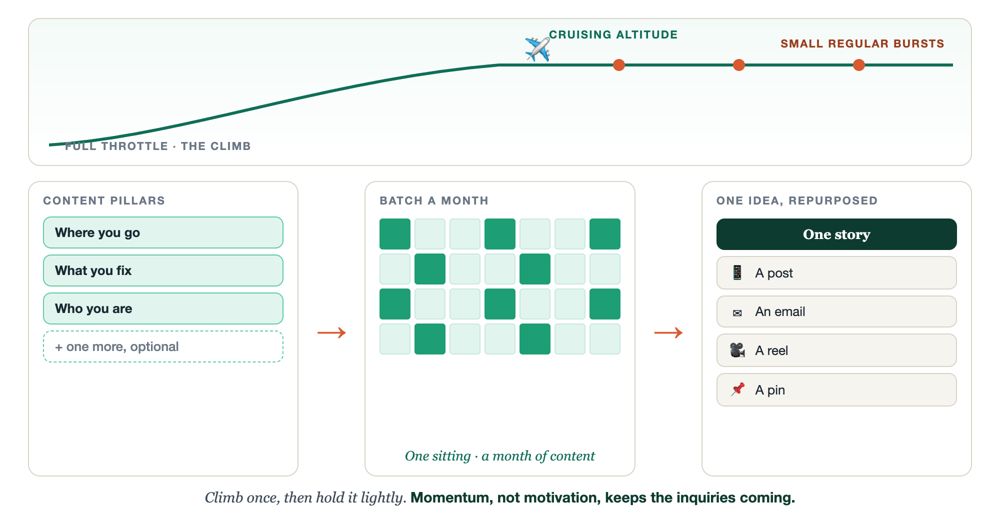 CRUISING ALTITUDE
SMALL REGULAR BURSTS
FULL THROTTLE · THE CLIMB
CONTENT PILLARS
Where you go
What you fix
Who you are
+ one more, optional
BATCH A MONTH
One sitting · a month of content
ONE IDEA, REPURPOSED
One story
A post
An email
A reel
A pin
Climb once, then hold it lightly. Momentum, not motivation, keeps the inquiries coming.